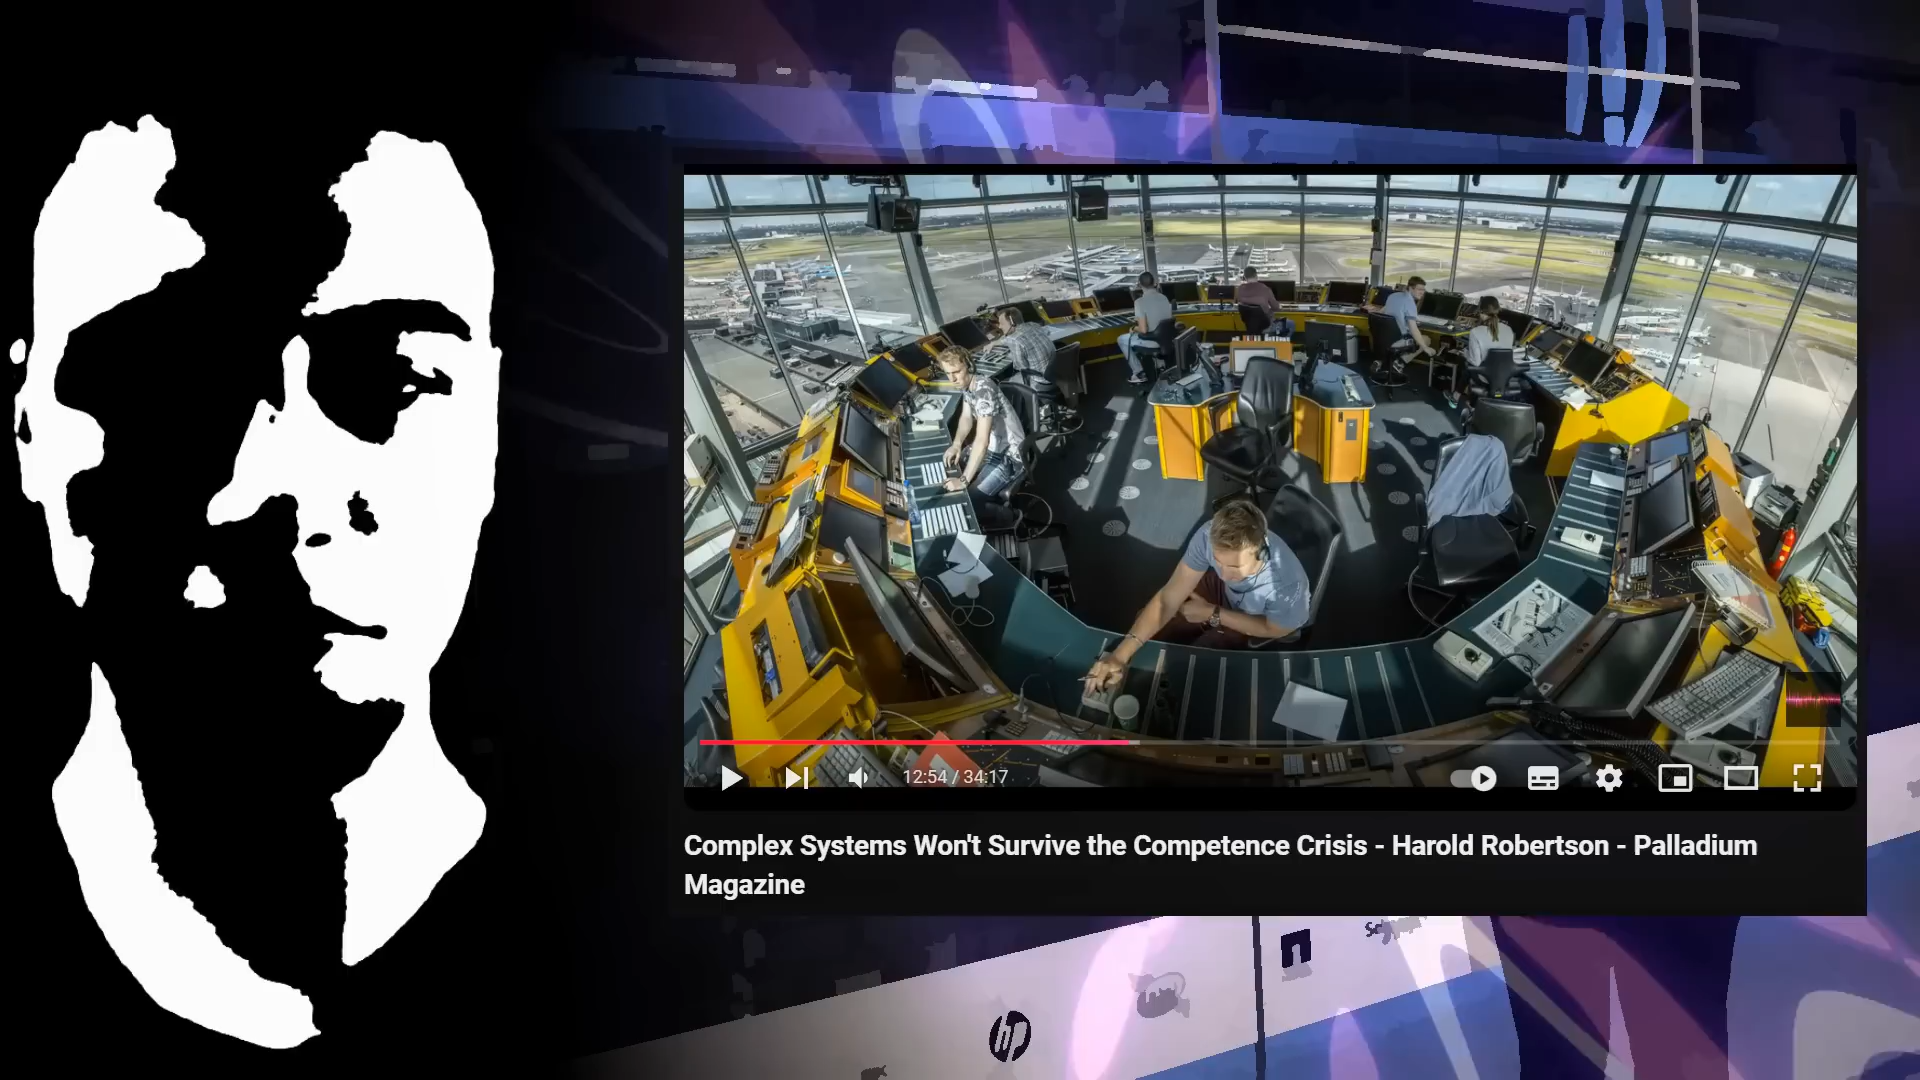 12:54 / 34:17
Complex Systems Won't Survive the Competence Crisis - Harold Robertson - Palladium
Magazine
hp
n